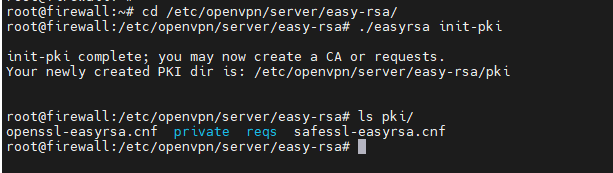 root@firewall:~# cd /etc/openvpn/server/easy-rsa/
root@firewall:/etc/openvpn/server/easy-rsa# ./easyrsa init-pki
init-pki complete; you may now create a CA or requests.
Your newly created PKI dir is: /etc/openvpn/server/easy-rsa/pki
root@firewall:/etc/openvpn/server/easy-rsa# ls pki/
openssl-easyrsa.cnf  private  reqs  safessl-easyrsa.cnf
root@firewall:/etc/openvpn/server/easy-rsa#